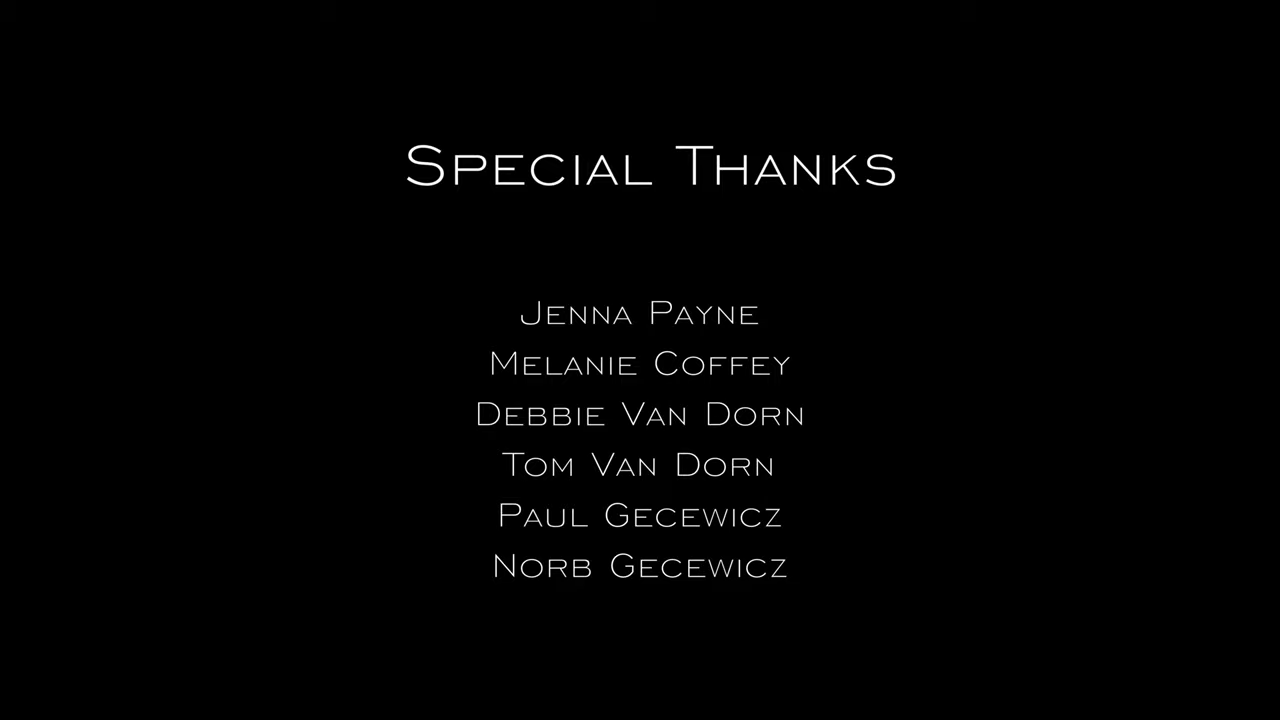 Special Thanks
Jenna Payne
Melanie Coffey
Debbie Van Dorn
Tom Van Dorn
Paul Gecewicz
Norb Gecewicz